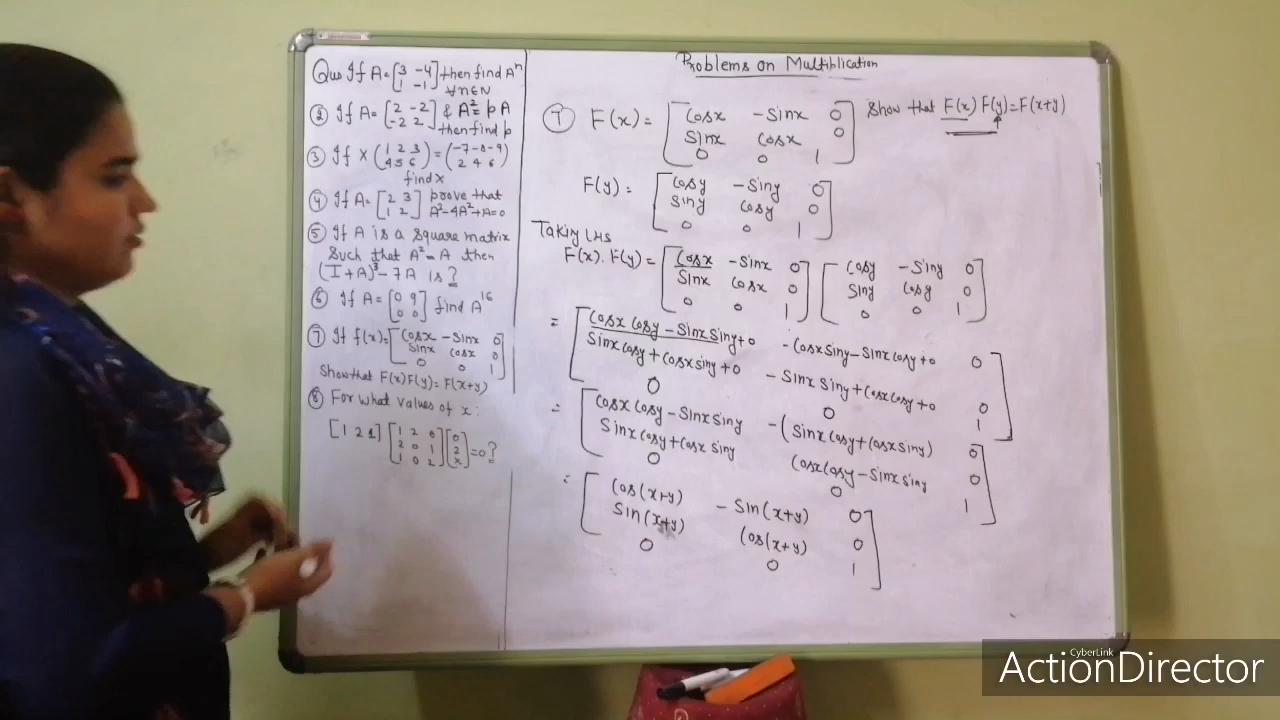 Problems on Multiplication
Que If A = [3 -4] then find Aⁿ
1 -1 ∀n∈N
② If A = [2 -2] & A² = pA
-2 2 then find p
③ If X (1 2 3) = (-7 -8 -9)
4 5 6 2 4 6
find X
④ If A = [2 3] prove that
1 2 A³-4A²+A=0
⑤ If A is a square matrix
Such that A² = A then
(I + A)³ - 7A is ?
⑥ If A = [0 9] find A¹⁶
0 0
⑦ If f(x) = [Cosx -Sinx 0
Sinx cosx 0
0 0 1]
Show that F(x) F(y) = F(x+y)
⑧ For what values of x :
[1 2 1] [1 2 0] [0]
2 0 1 2 = 0 ?
1 0 2 x
⑦ F(x) = [Cosx -Sinx 0] Show that F(x) F(y) = F(x+y)
Sinx Cosx 0
0 0 1
F(y) = [Cosy -Siny 0]
Siny Cosy 0
0 0 1
Taking LHS
F(x). F(y) = [Cosx -Sinx 0] [Cosy -Siny 0]
Sinx Cosx 0 Siny Cosy 0
0 0 1 0 0 1
= [Cosx Cosy - Sinx Siny + 0 -Cosx Siny - Sinx Cosy + 0 0]
Sinx Cosy + Cosx Siny + 0 - Sinx Siny + Cosx Cosy + 0 0
0 0 1
= [Cosx Cosy - Sinx Siny -(Sinx Cosy + Cosx Siny) 0]
Sinx Cosy + Cosx Siny Cosx Cosy - Sinx Siny 0
0 0 1
= [Cos(x+y) - Sin(x+y) 0]
Sin(x+y) Cos(x+y) 0
0 0 1
CyberLink
ActionDirector